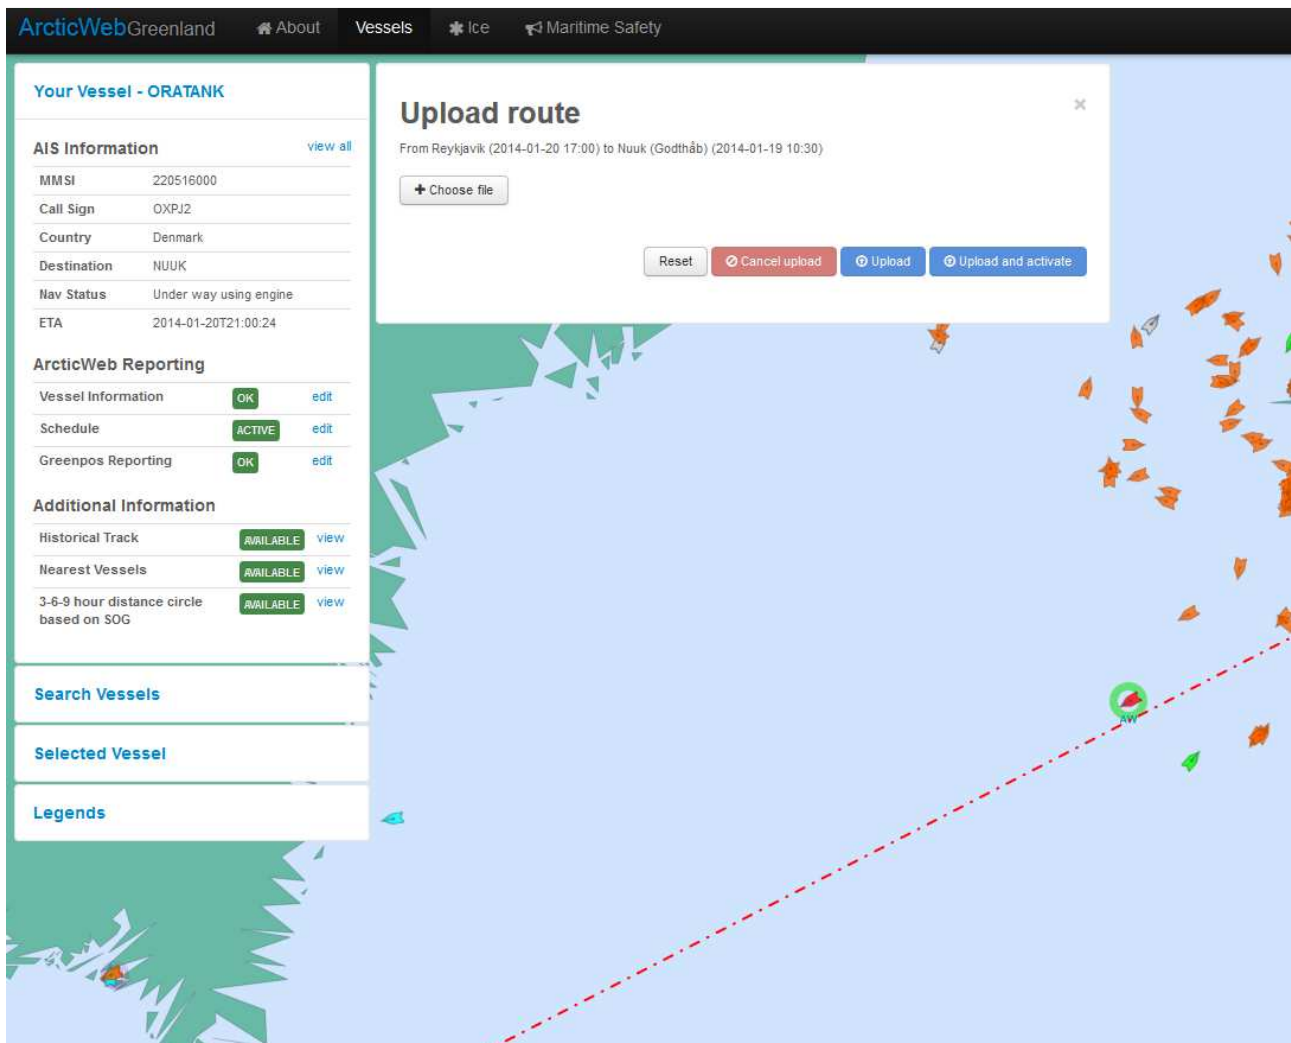 ArcticWebGreenland About Vessels Ice Maritime Safety
Your Vessel - ORATANK
AIS Information view all
MMSI 220516000
Call Sign OXPJ2
Country Denmark
Destination NUUK
Nav Status Under way using engine
ETA 2014-01-20T21:00:24
ArcticWeb Reporting
Vessel Information OK edit
Schedule ACTIVE edit
Greenpos Reporting OK edit
Additional Information
Historical Track AVAILABLE view
Nearest Vessels AVAILABLE view
3-6-9 hour distance circle AVAILABLE view
based on SOG
Search Vessels
Selected Vessel
Legends
Upload route ×
From Reykjavik (2014-01-20 17:00) to Nuuk (Godthåb) (2014-01-19 10:30)
Choose file
Reset Cancel upload Upload Upload and activate
AW